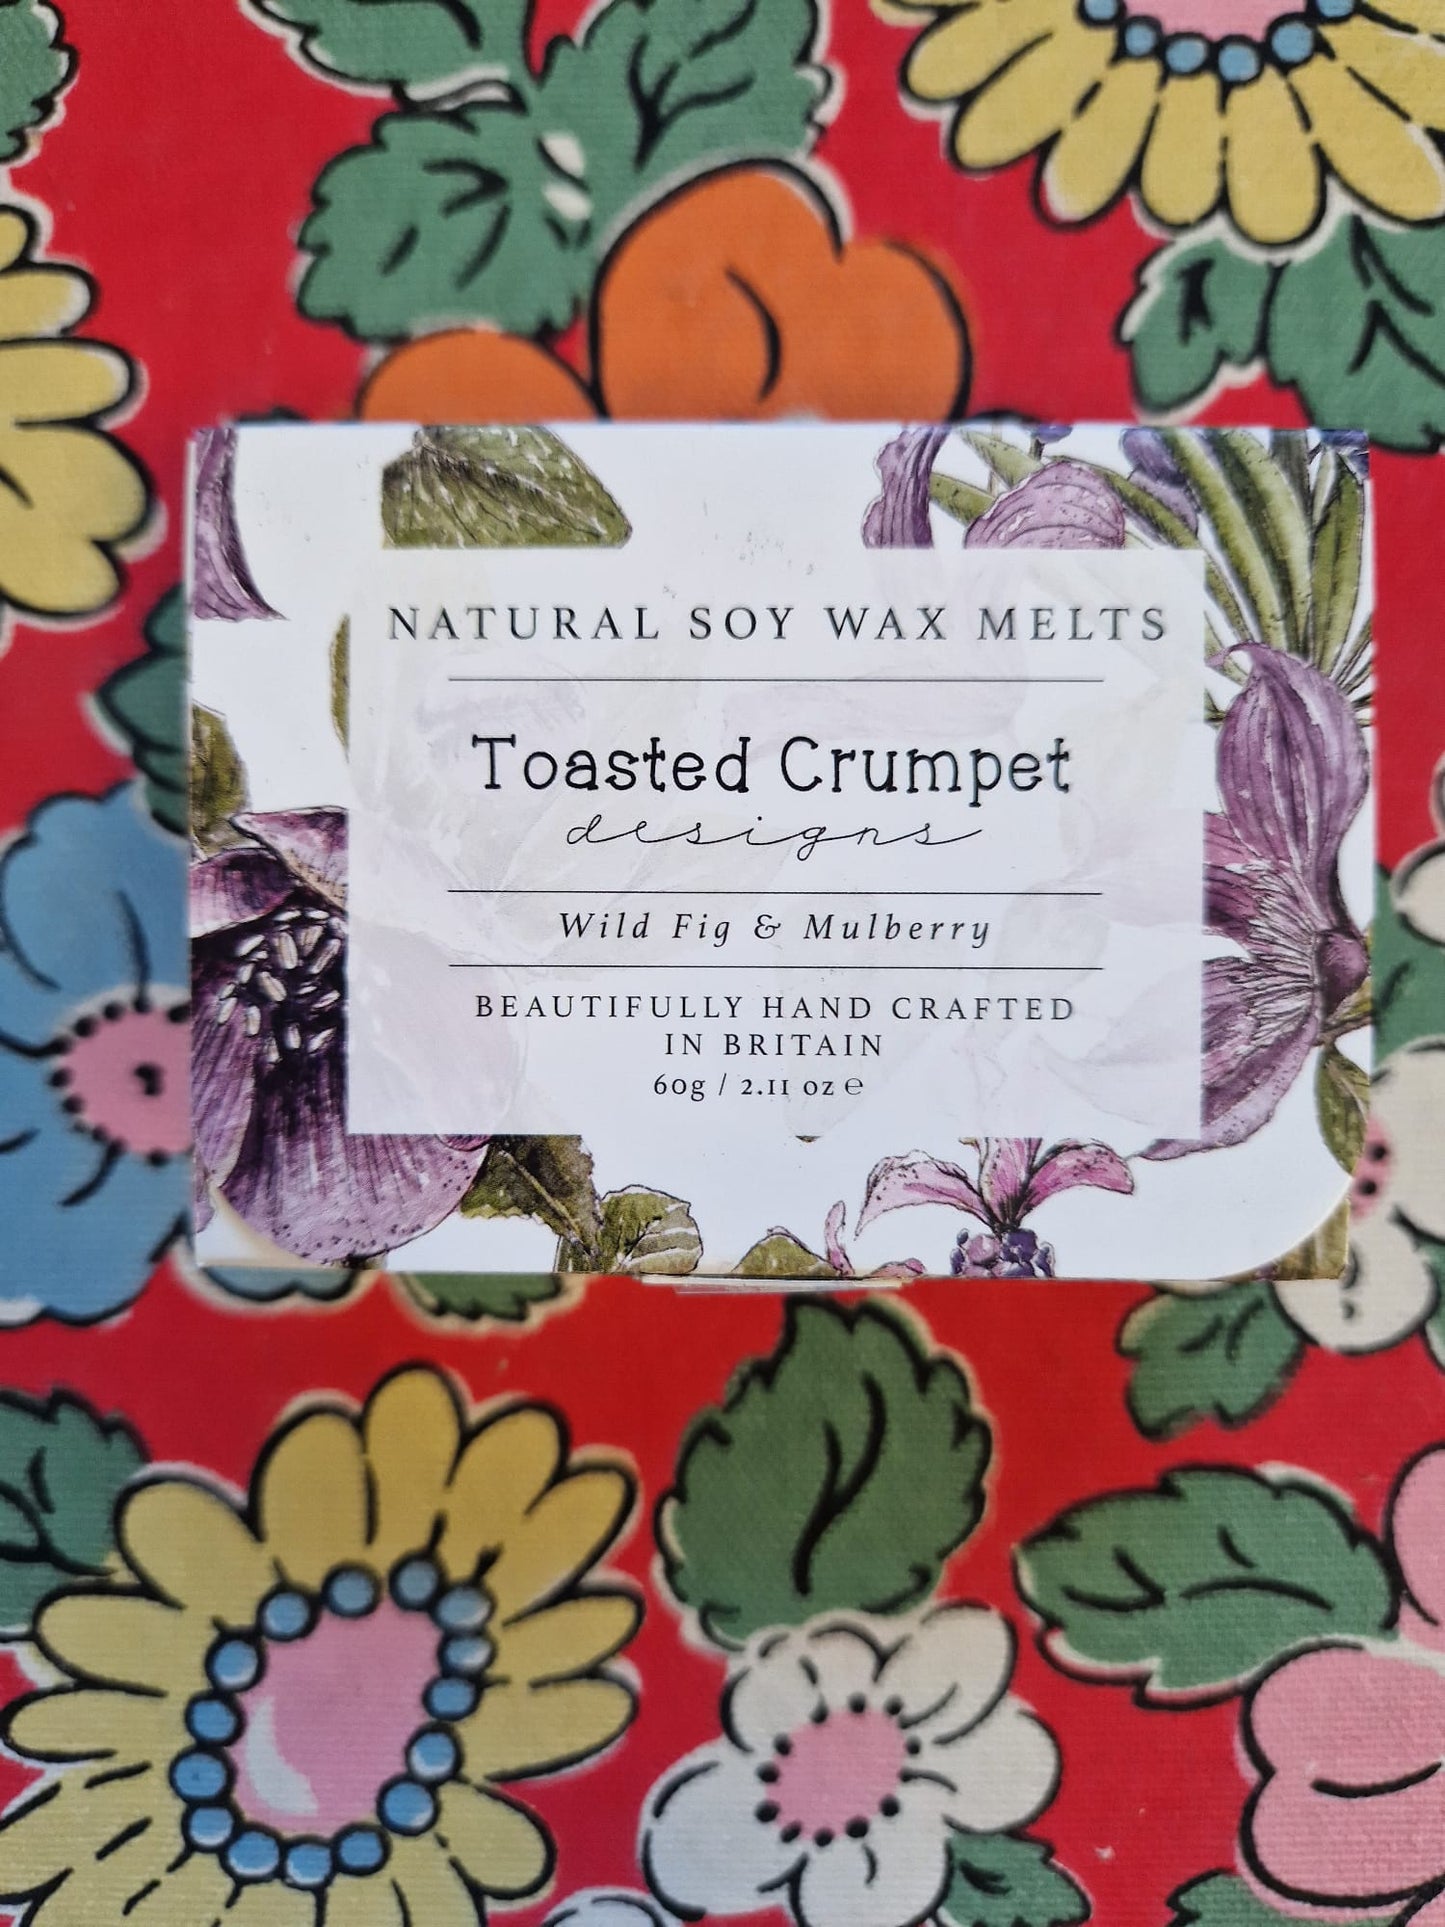 NATURAL SOY WAX MELTS
Toasted Crumpet
designs
Wild Fig & Mulberry
BEAUTIFULLY HAND CRAFTED
IN BRITAIN
60g / 2.11 oz ℮